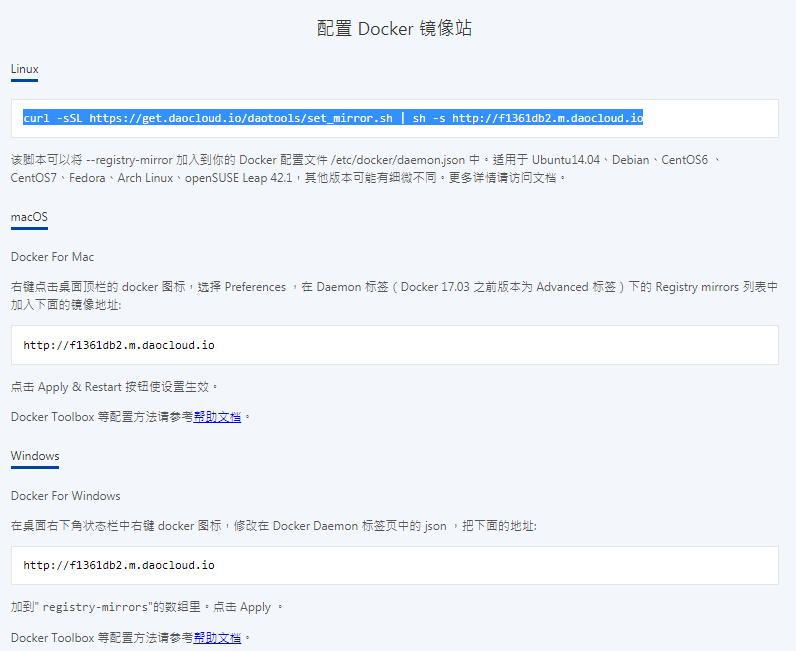 配置 Docker 镜像站
Linux
curl -sSL https://get.daocloud.io/daotools/set_mirror.sh | sh -s http://f1361db2.m.daocloud.io
该脚本可以将 --registry-mirror 加入到你的 Docker 配置文件 /etc/docker/daemon.json 中。适用于 Ubuntu14.04、Debian、CentOS6 、
CentOS7、Fedora、Arch Linux、openSUSE Leap 42.1，其他版本可能有细微不同。更多详情请访问文档。
macOS
Docker For Mac
右键点击桌面顶栏的 docker 图标，选择 Preferences ，在 Daemon 标签（Docker 17.03 之前版本为 Advanced 标签）下的 Registry mirrors 列表中
加入下面的镜像地址:
http://f1361db2.m.daocloud.io
点击 Apply & Restart 按钮使设置生效。
Docker Toolbox 等配置方法请参考帮助文档。
Windows
Docker For Windows
在桌面右下角状态栏中右键 docker 图标，修改在 Docker Daemon 标签页中的 json ，把下面的地址:
http://f1361db2.m.daocloud.io
加到" registry-mirrors"的数组里。点击 Apply 。
Docker Toolbox 等配置方法请参考帮助文档。